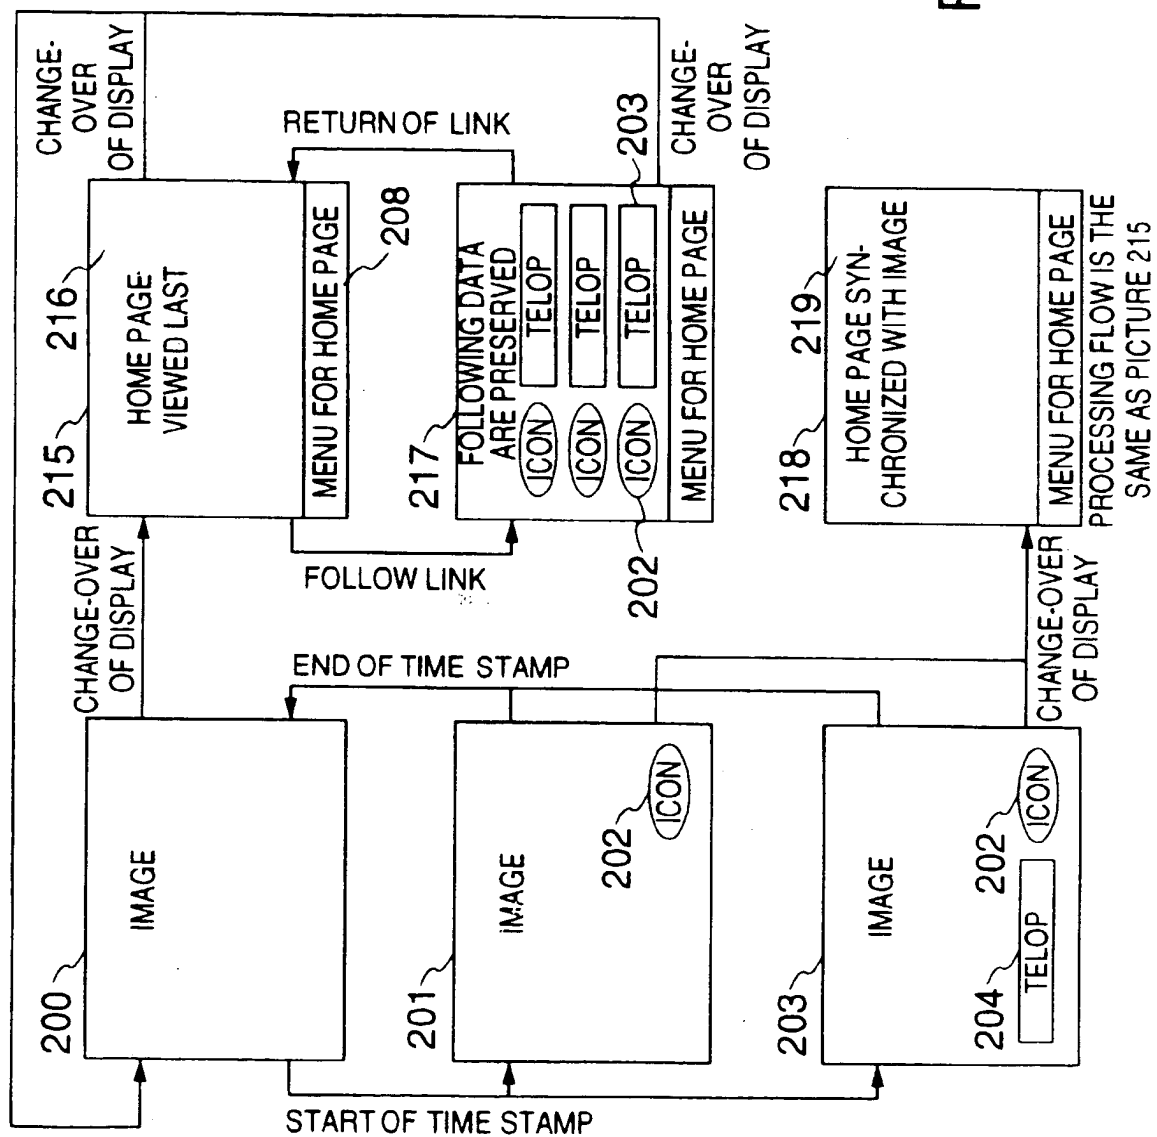 200
IMAGE
START OF TIME STAMP
END OF TIME STAMP
201
IMAGE
202
ICON
203
IMAGE
204
TELOP
202
ICON
CHANGE-OVER
OF DISPLAY
215
216
HOME PAGE
VIEWED LAST
MENU FOR HOME PAGE
208
CHANGE-
OVER
OF DISPLAY
FOLLOW LINK
RETURN OF LINK
217
FOLLOWING DATA
ARE PRESERVED
ICON TELOP
ICON TELOP
ICON TELOP
202
203
MENU FOR HOME PAGE
CHANGE-
OVER
OF DISPLAY
CHANGE-OVER
OF DISPLAY
218
219
HOME PAGE SYN-
CHRONIZED WITH IMAGE
MENU FOR HOME PAGE
PROCESSING FLOW IS THE
SAME AS PICTURE 215